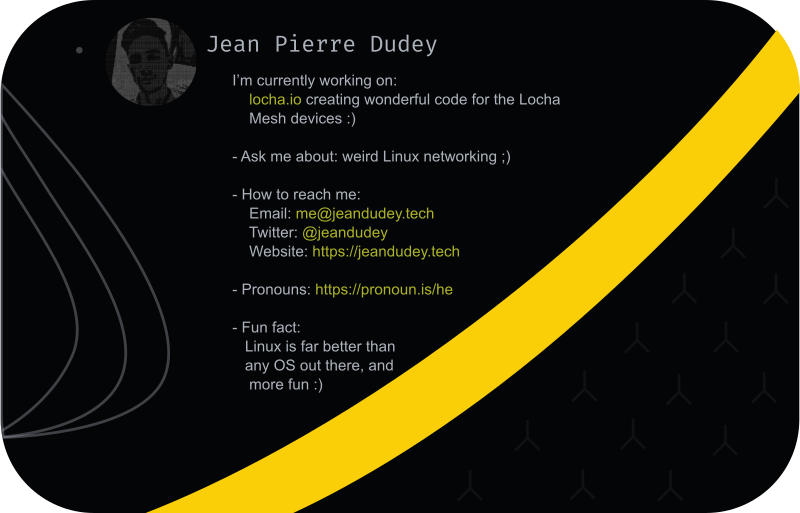 Jean Pierre Dudey
I'm currently working on:
locha.io creating wonderful code for the Locha
Mesh devices :)
- Ask me about: weird Linux networking ;)
- How to reach me:
Email: me@jeandudey.tech
Twitter: @jeandudey
Website: https://jeandudey.tech
- Pronouns: https://pronoun.is/he
- Fun fact:
Linux is far better than
any OS out there, and
more fun :)